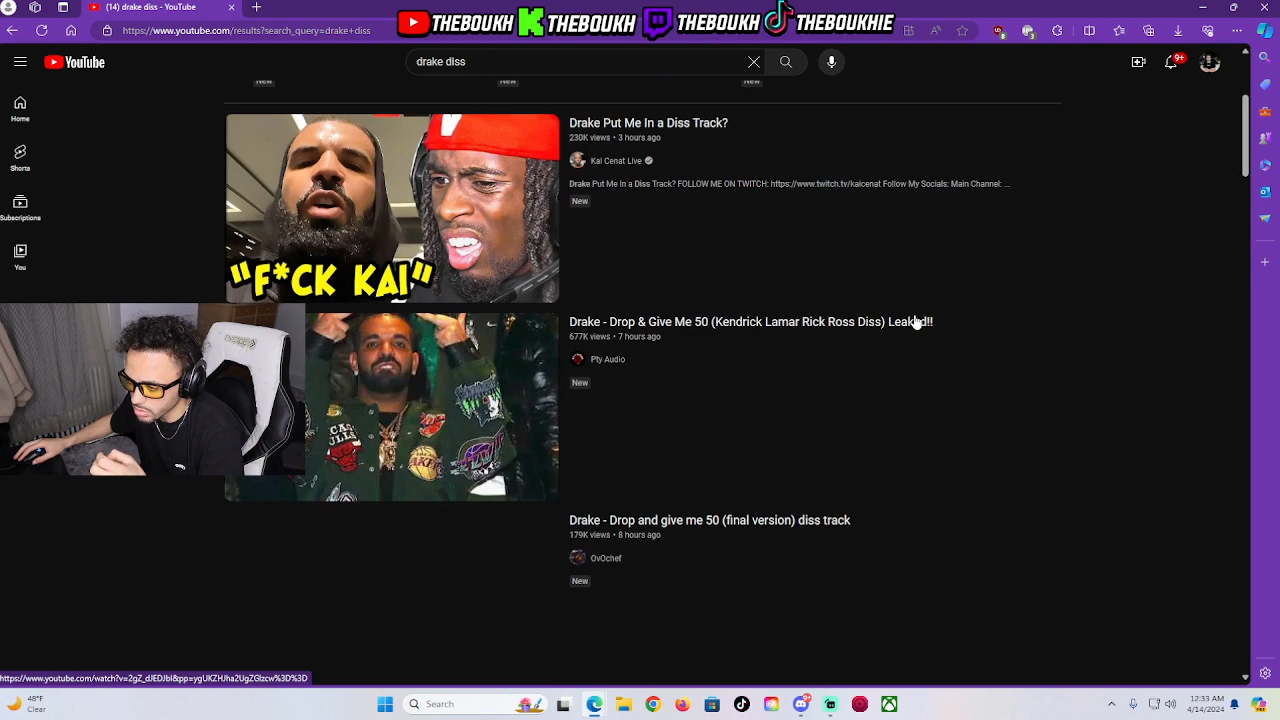 (14) drake diss - YouTube
THEBOUKH THEBOUKH THEBOUKH THEBOUKHIE
https://www.youtube.com/results?search_query=drake+diss
YouTube
drake diss
9+
New New New
Home
Shorts
Subscriptions
You
"F*CK KAI"
Drake Put Me In a Diss Track?
230K views • 3 hours ago
Kai Cenat Live
Drake Put Me In a Diss Track? FOLLOW ME ON TWITCH: https://www.twitch.tv/kaicenat Follow My Socials: Main Channel: ...
New
Drake - Drop & Give Me 50 (Kendrick Lamar Rick Ross Diss) Leaked!!
677K views • 7 hours ago
Pty Audio
New
Drake - Drop and give me 50 (final version) diss track
179K views • 8 hours ago
OvOchef
New
48°F
Clear
Search
9+
12:33 AM
4/14/2024